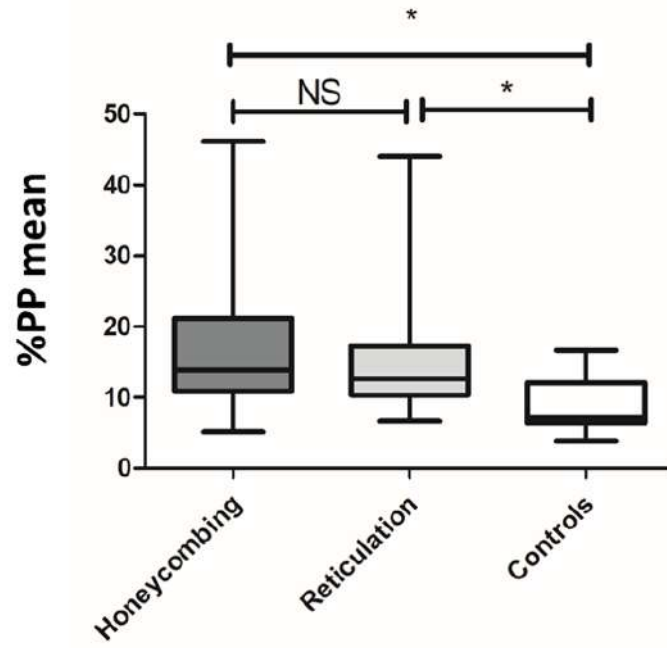 *
NS
*
50
40
30
20
10
0
%PP mean
Honeycombing
Reticulation
Controls